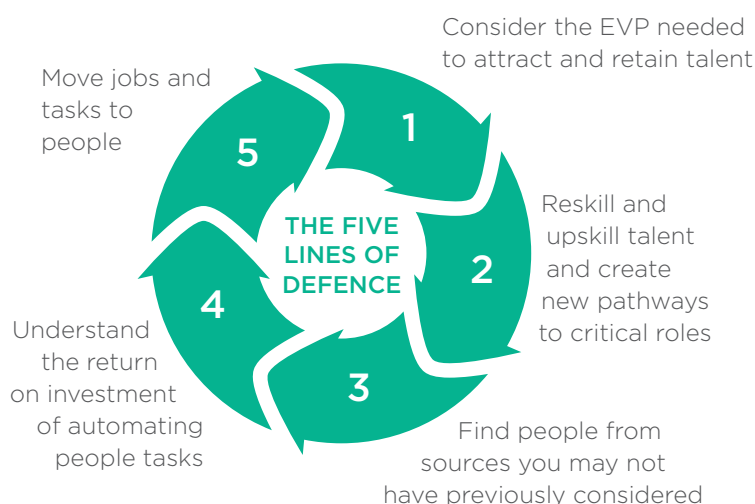 THE FIVE
LINES OF
DEFENCE
1
Consider the EVP needed
to attract and retain talent
2
Reskill and
upskill talent
and create
new pathways
to critical roles
3
Find people from
sources you may not
have previously considered
4
Understand
the return
on investment
of automating
people tasks
5
Move jobs and
tasks to
people